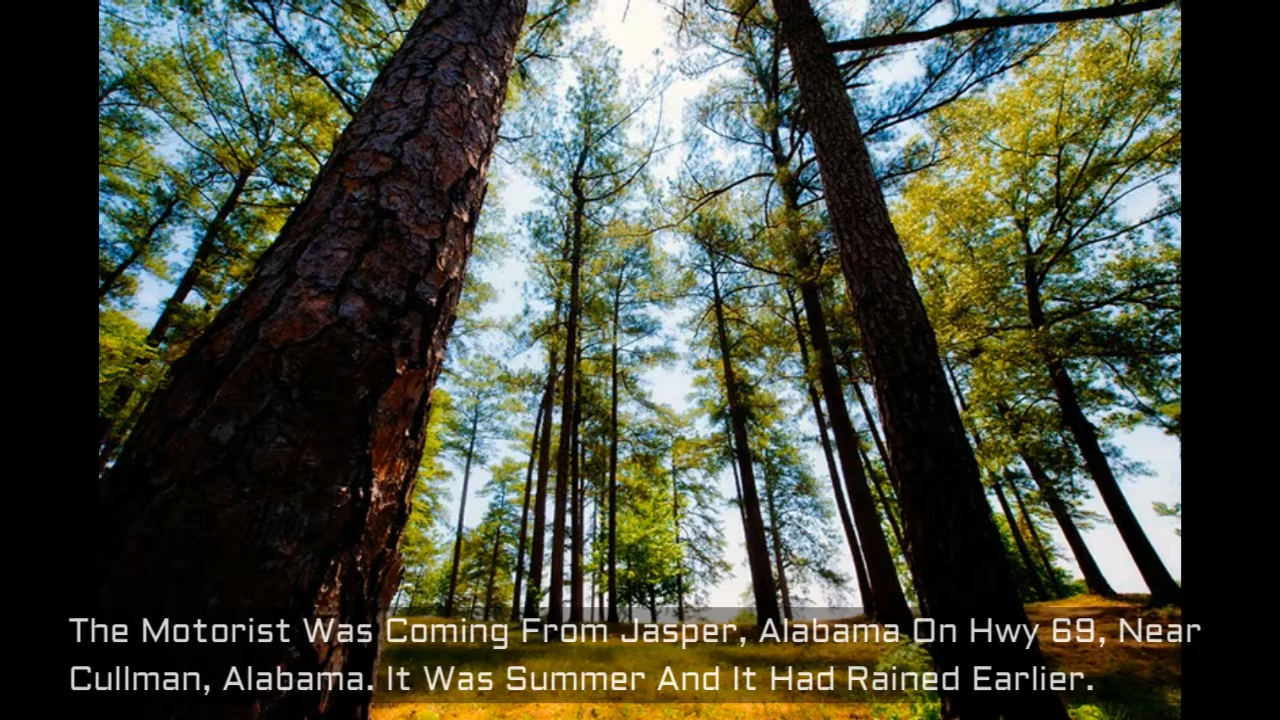 The Motorist Was Coming From Jasper, Alabama On Hwy 69, Near
Cullman, Alabama. It Was Summer And It Had Rained Earlier.